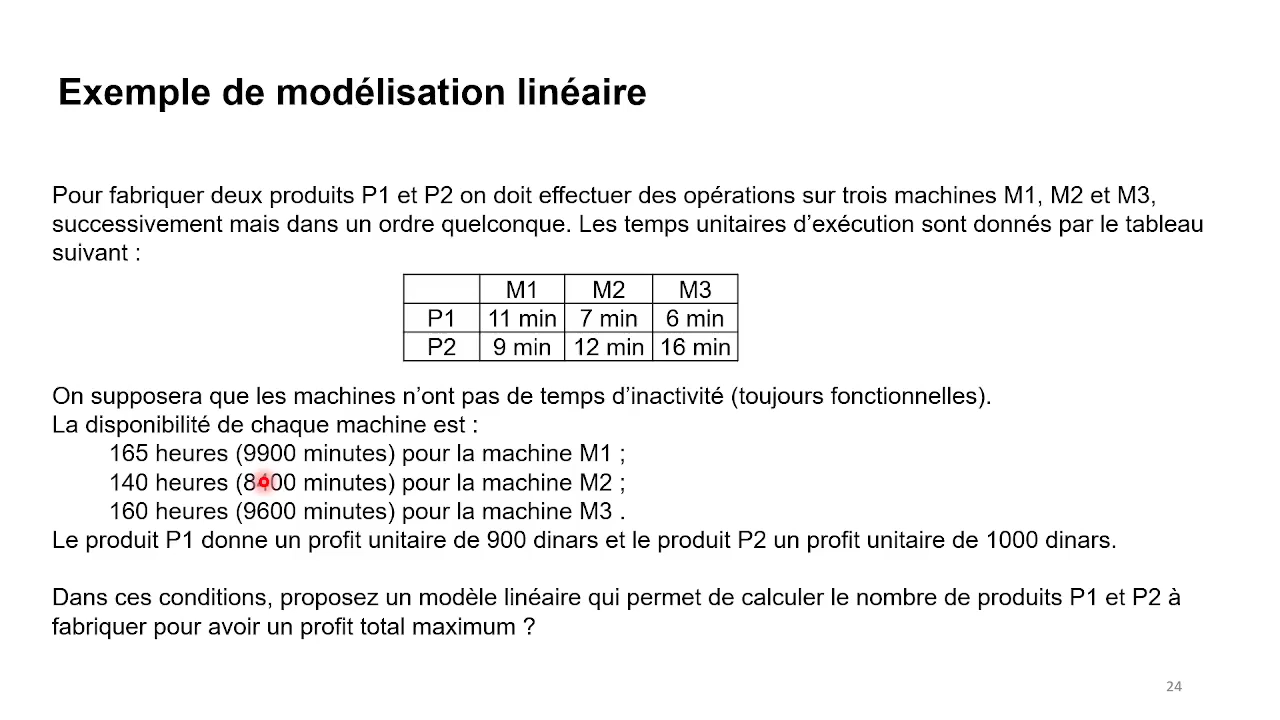 Exemple de modélisation linéaire
Pour fabriquer deux produits P1 et P2 on doit effectuer des opérations sur trois machines M1, M2 et M3,
successivement mais dans un ordre quelconque. Les temps unitaires d’exécution sont donnés par le tableau
suivant :
M1 M2 M3
P1 11 min 7 min 6 min
P2 9 min 12 min 16 min
On supposera que les machines n’ont pas de temps d’inactivité (toujours fonctionnelles).
La disponibilité de chaque machine est :
165 heures (9900 minutes) pour la machine M1 ;
140 heures (8400 minutes) pour la machine M2 ;
160 heures (9600 minutes) pour la machine M3 .
Le produit P1 donne un profit unitaire de 900 dinars et le produit P2 un profit unitaire de 1000 dinars.
Dans ces conditions, proposez un modèle linéaire qui permet de calculer le nombre de produits P1 et P2 à
fabriquer pour avoir un profit total maximum ?
24